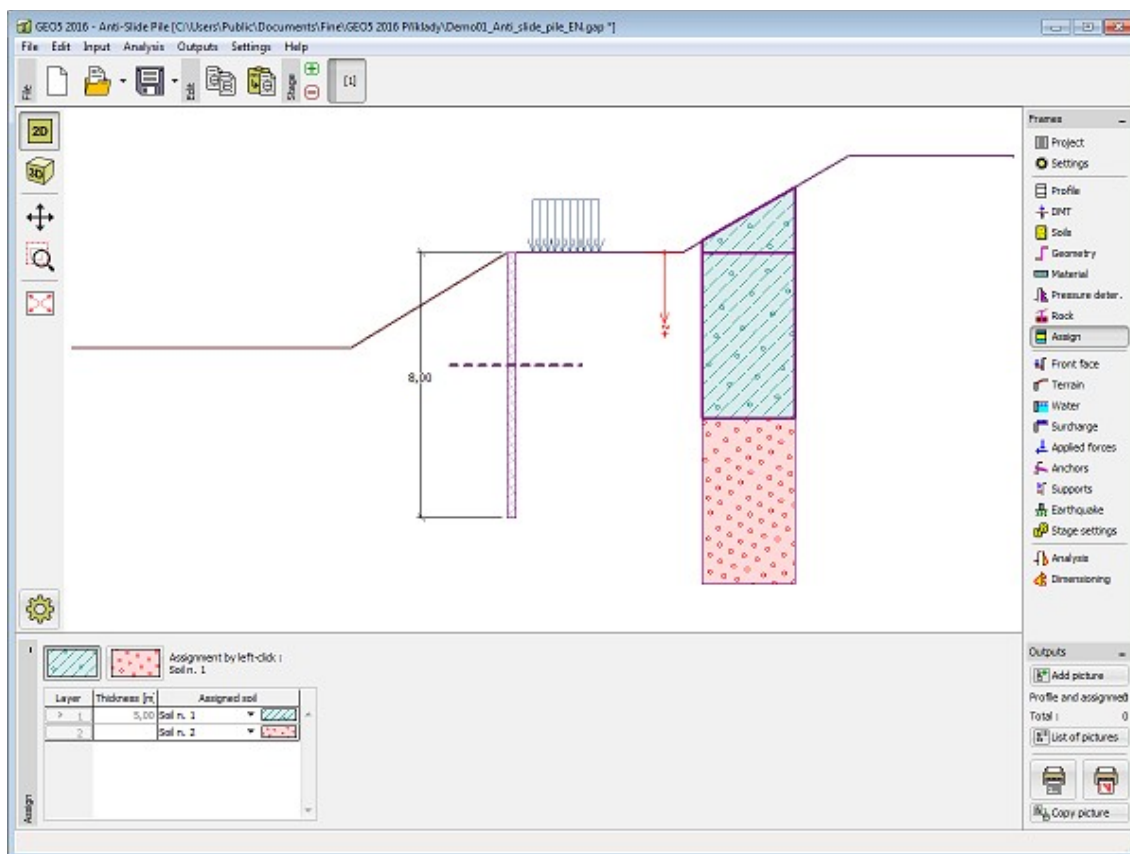 GEO5 2016 - Anti-Slide Pile [C:\Users\Public\Documents\Fine\GEO5 2016 Příklady\Demo01_Anti_slide_pile_EN.gap *]
File Edit Input Analysis Outputs Settings Help
File
Edit
Stage
[1]
2D
3D
8,00
+z
Frames
Project
Settings
Profile
DMT
Soils
Geometry
Material
Pressure deter.
Rock
Assign
Front face
Terrain
Water
Surcharge
Applied forces
Anchors
Supports
Earthquake
Stage settings
Analysis
Dimensioning
Assignment by left-click :
Soil n. 1
Layer Thickness [m] Assigned soil
> 1 5,00 Soil n. 1
2 Soil n. 2
Assign
Outputs
Add picture
Profile and assignmed 0
Total : 0
List of pictures
Copy picture